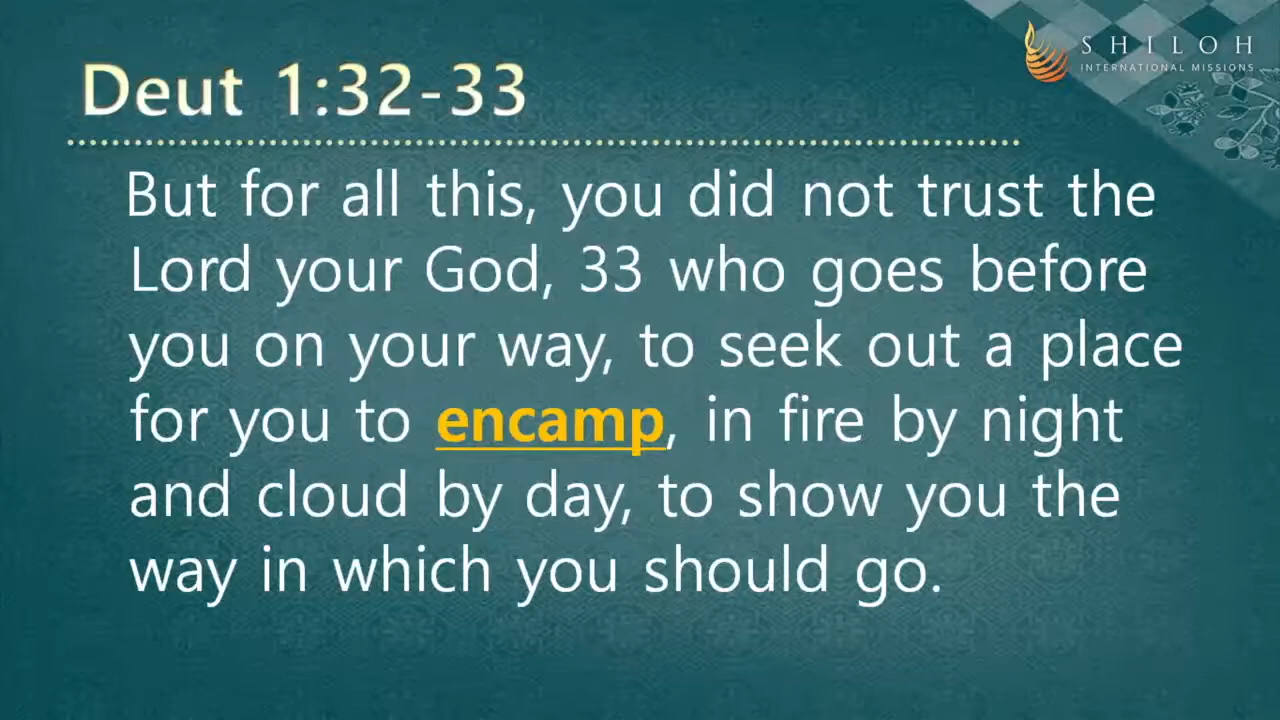 SHILOH
INTERNATIONAL MISSIONS
Deut 1:32-33
But for all this, you did not trust the
Lord your God, 33 who goes before
you on your way, to seek out a place
for you to encamp, in fire by night
and cloud by day, to show you the
way in which you should go.